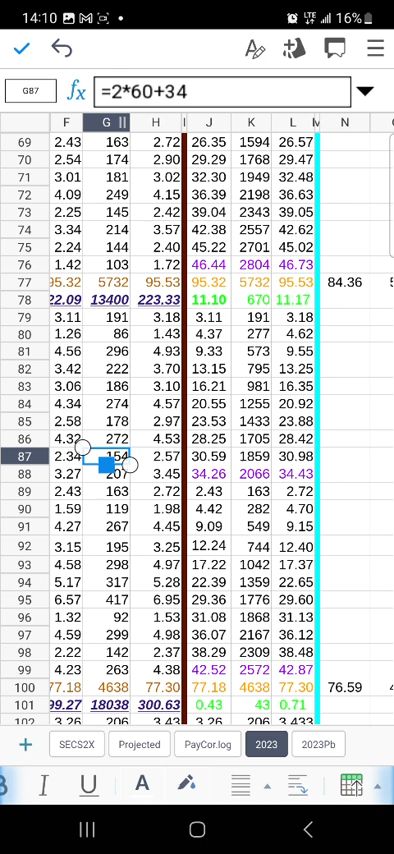 14:10 M LTE 16%
GB7 fx =2*60+34
F G H I J K L M N
69 2.43 163 2.72 26.35 1594 26.57
70 2.54 174 2.90 29.29 1768 29.47
71 3.01 181 3.02 32.30 1949 32.48
72 4.09 249 4.15 36.39 2198 36.63
73 2.25 145 2.42 39.04 2343 39.05
74 3.34 214 3.57 42.38 2557 42.62
75 2.24 144 2.40 45.22 2701 45.02
76 1.42 103 1.72 46.44 2804 46.73
77 95.32 5732 95.53 95.32 5732 95.53 84.36
78 22.09 13400 223.33 11.10 670 11.17
79 3.11 191 3.18 3.11 191 3.18
80 1.26 86 1.43 4.37 277 4.62
81 4.56 296 4.93 9.33 573 9.55
82 3.42 222 3.70 13.15 795 13.25
83 3.06 186 3.10 16.21 981 16.35
84 4.34 274 4.57 20.55 1255 20.92
85 2.58 178 2.97 23.53 1433 23.88
86 4.32 272 4.53 28.25 1705 28.42
87 2.34 154 2.57 30.59 1859 30.98
88 3.27 207 3.45 34.26 2066 34.43
89 2.43 163 2.72 2.43 163 2.72
90 1.59 119 1.98 4.42 282 4.70
91 4.27 267 4.45 9.09 549 9.15
92 3.15 195 3.25 12.24 744 12.40
93 4.58 298 4.97 17.22 1042 17.37
94 5.17 317 5.28 22.39 1359 22.65
95 6.57 417 6.95 29.36 1776 29.60
96 1.32 92 1.53 31.08 1868 31.13
97 4.59 299 4.98 36.07 2167 36.12
98 2.22 142 2.37 38.29 2309 38.48
99 4.23 263 4.38 42.52 2572 42.87
100 77.18 4638 77.30 77.18 4638 77.30 76.59
101 99.27 18038 300.63 0.43 43 0.71
102 3.26 206 3.43 3.26 206 3.433
+ SECS2X Projected PayCor.log 2023 2023Pb
B I U A